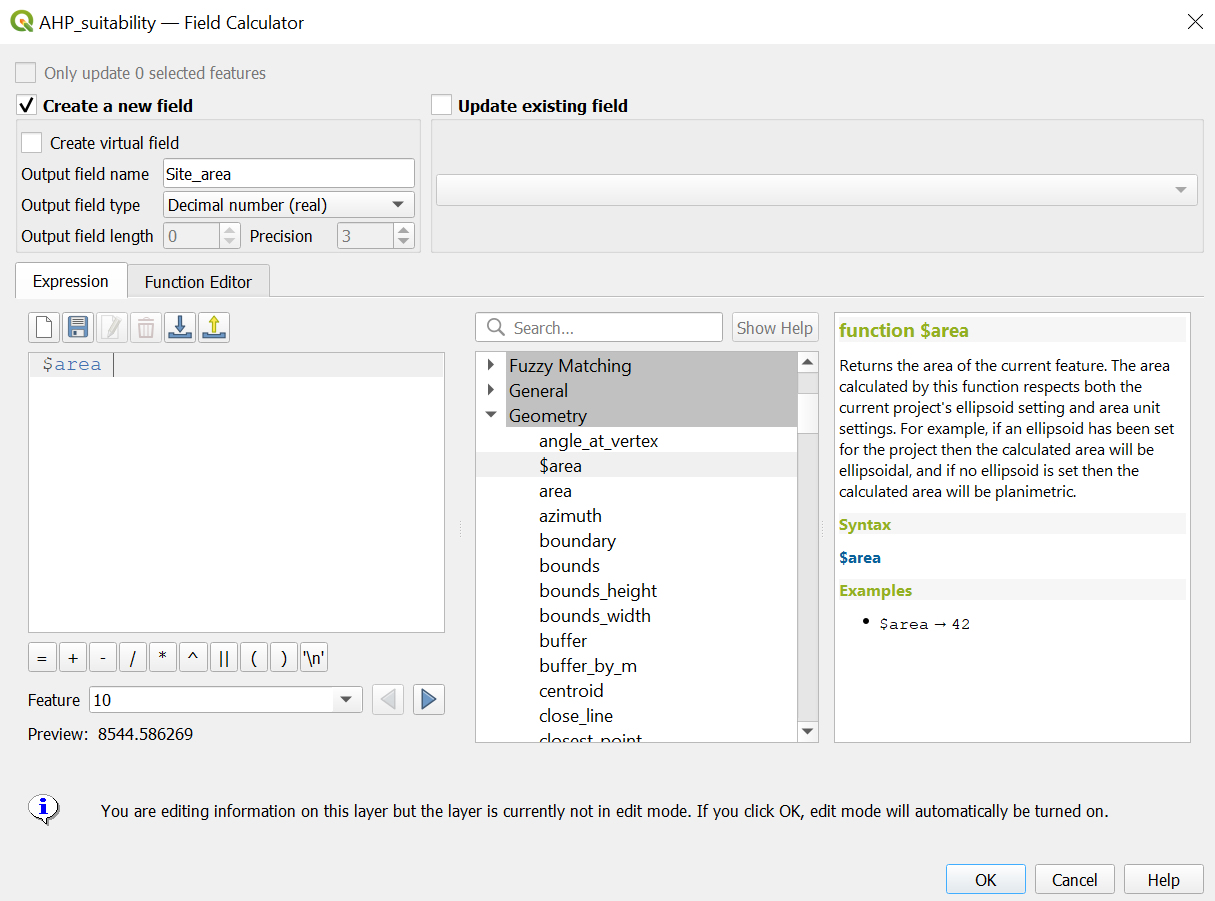 AHP_suitability — Field Calculator
Only update 0 selected features
Create a new field
Update existing field
Create virtual field
Output field name
Site_area
Output field type
Decimal number (real)
Output field length
0
Precision
3
Expression
Function Editor
$area
= + - / * ^ || ( ) '\n'
Feature
10
Preview: 8544.586269
Search...
Show Help
Fuzzy Matching
General
Geometry
angle_at_vertex
$area
area
azimuth
boundary
bounds
bounds_height
bounds_width
buffer
buffer_by_m
centroid
close_line
closest_point
function $area
Returns the area of the current feature. The area
calculated by this function respects both the
current project's ellipsoid setting and area unit
settings. For example, if an ellipsoid has been set
for the project then the calculated area will be
ellipsoidal, and if no ellipsoid is set then the
calculated area will be planimetric.
Syntax
$area
Examples
• $area → 42
You are editing information on this layer but the layer is currently not in edit mode. If you click OK, edit mode will automatically be turned on.
OK
Cancel
Help